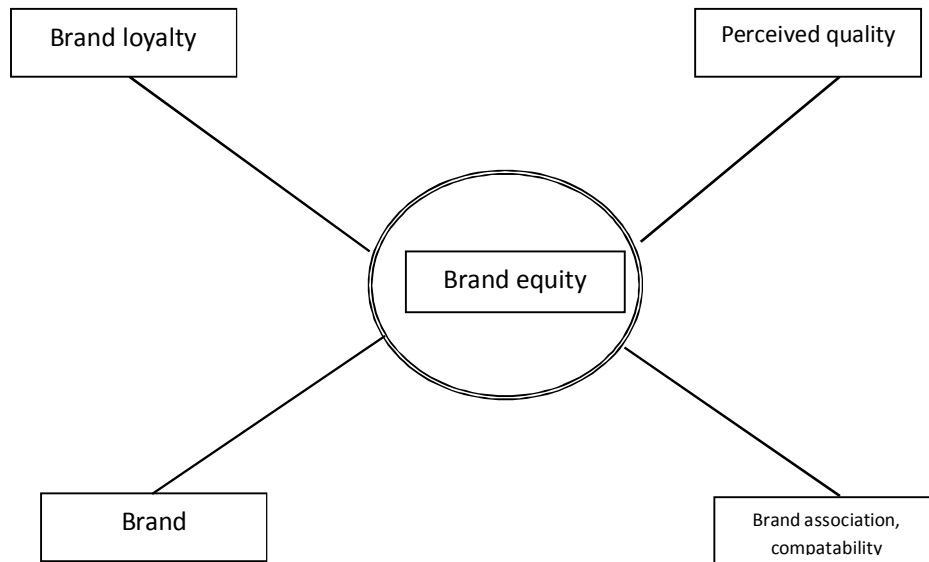 Brand loyalty
Perceived quality
Brand equity
Brand
Brand association,
compatability